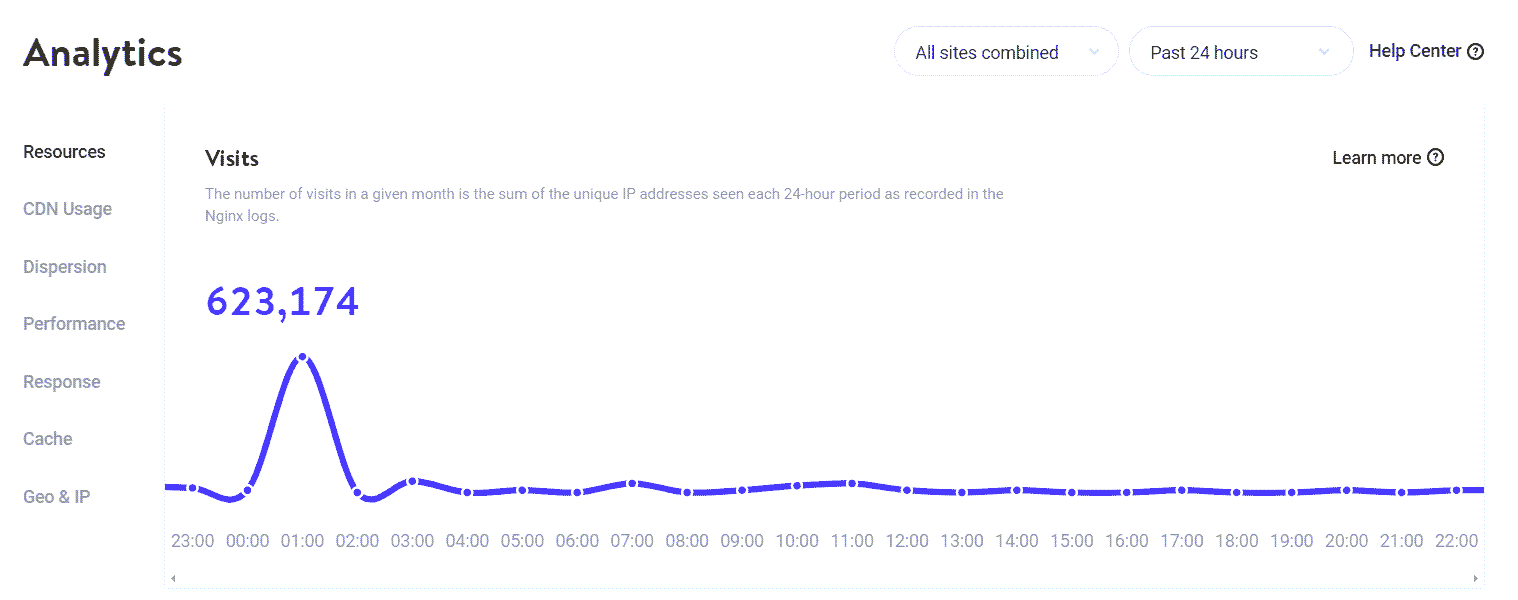 Analytics
All sites combined
Past 24 hours
Help Center
Resources
CDN Usage
Dispersion
Performance
Response
Cache
Geo & IP
Visits
Learn more
The number of visits in a given month is the sum of the unique IP addresses seen each 24-hour period as recorded in the
Nginx logs.
623,174
23:00 00:00 01:00 02:00 03:00 04:00 05:00 06:00 07:00 08:00 09:00 10:00 11:00 12:00 13:00 14:00 15:00 16:00 17:00 18:00 19:00 20:00 21:00 22:00